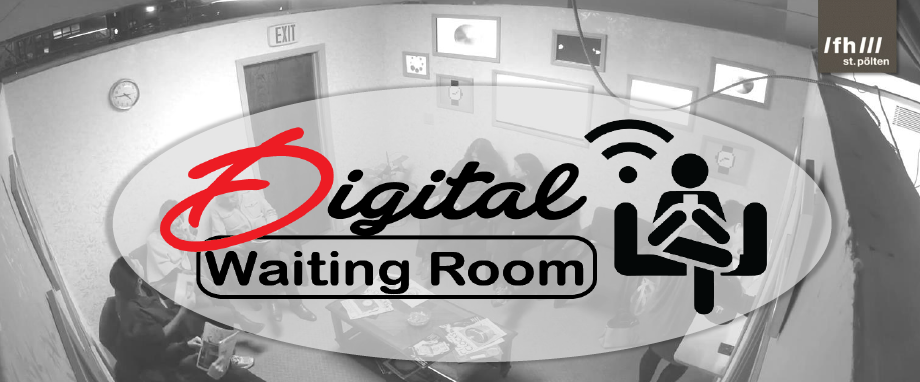 EXIT
/fh///
st.pölten
Digital
Waiting Room